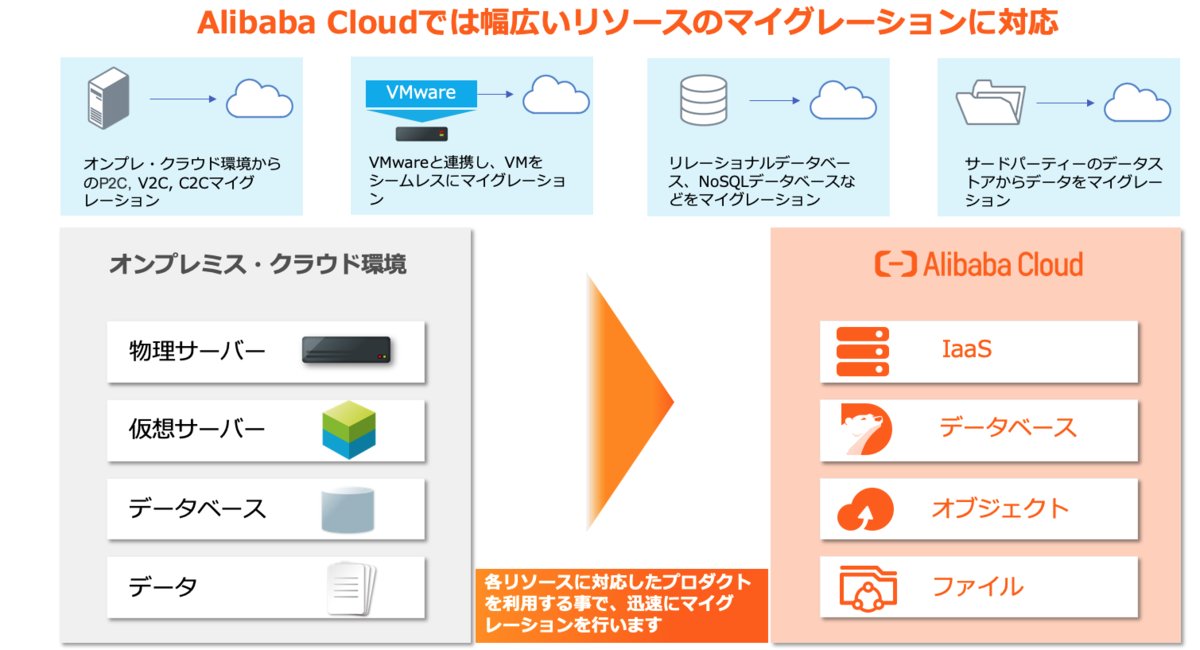 Alibaba Cloudでは幅広いリソースのマイグレーションに対応
オンプレ・クラウド環境から
のP2C, V2C, C2Cマイグ
レーション
VMware
VMwareと連携し、VMを
シームレスにマイグレーショ
ン
リレーショナルデータベー
ス、NoSQLデータベースな
どをマイグレーション
サードパーティーのデータス
トアからデータをマイグレー
ション
オンプレミス・クラウド環境
物理サーバー
仮想サーバー
データベース
データ
各リソースに対応したプロダクト
を利用する事で、迅速にマイグ
レーションを行います
Alibaba Cloud
IaaS
データベース
オブジェクト
ファイル